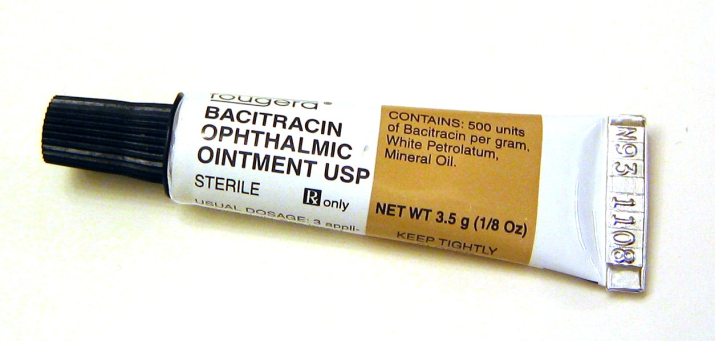 fougera®
BACITRACIN
OPHTHALMIC
OINTMENT USP
STERILE
Rx only
USUAL DOSAGE: 3 appli-
CONTAINS: 500 units
of Bacitracin per gram,
White Petrolatum,
Mineral Oil.
NET WT 3.5 g (1/8 Oz)
KEEP TIGHTLY
N93 1108